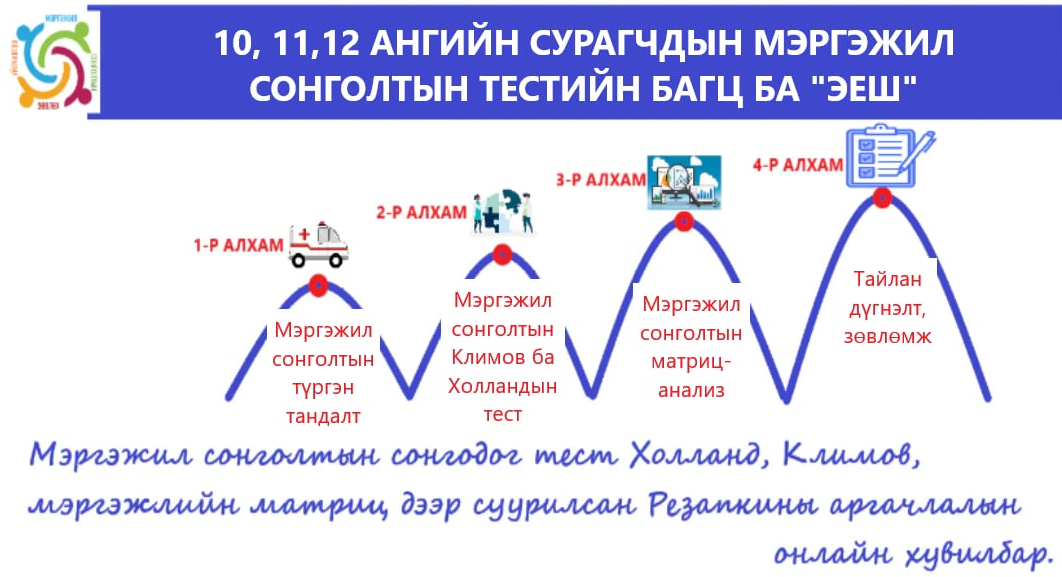 МЭРГЭЖИЛ
10, 11,12 АНГИЙН СУРАГЧДЫН МЭРГЭЖИЛ
СОНГОЛТЫН ТЕСТИЙН БАГЦ БА "ЭЕШ"
1-Р АЛХАМ
Мэргэжил
сонголтын
түргэн
тандалт
2-Р АЛХАМ
Мэргэжил
сонголтын
Климов ба
Холландын
тест
3-Р АЛХАМ
Мэргэжил
сонголтын
матриц-
анализ
4-Р АЛХАМ
Тайлан
дүгнэлт,
зөвлөмж
Мэргэжил сонголтын сонгодог тест Холланд, Климов,
мэргэжлийн матриц дээр суурилсан Резапкины аргачлалын
онлайн хувилбар.